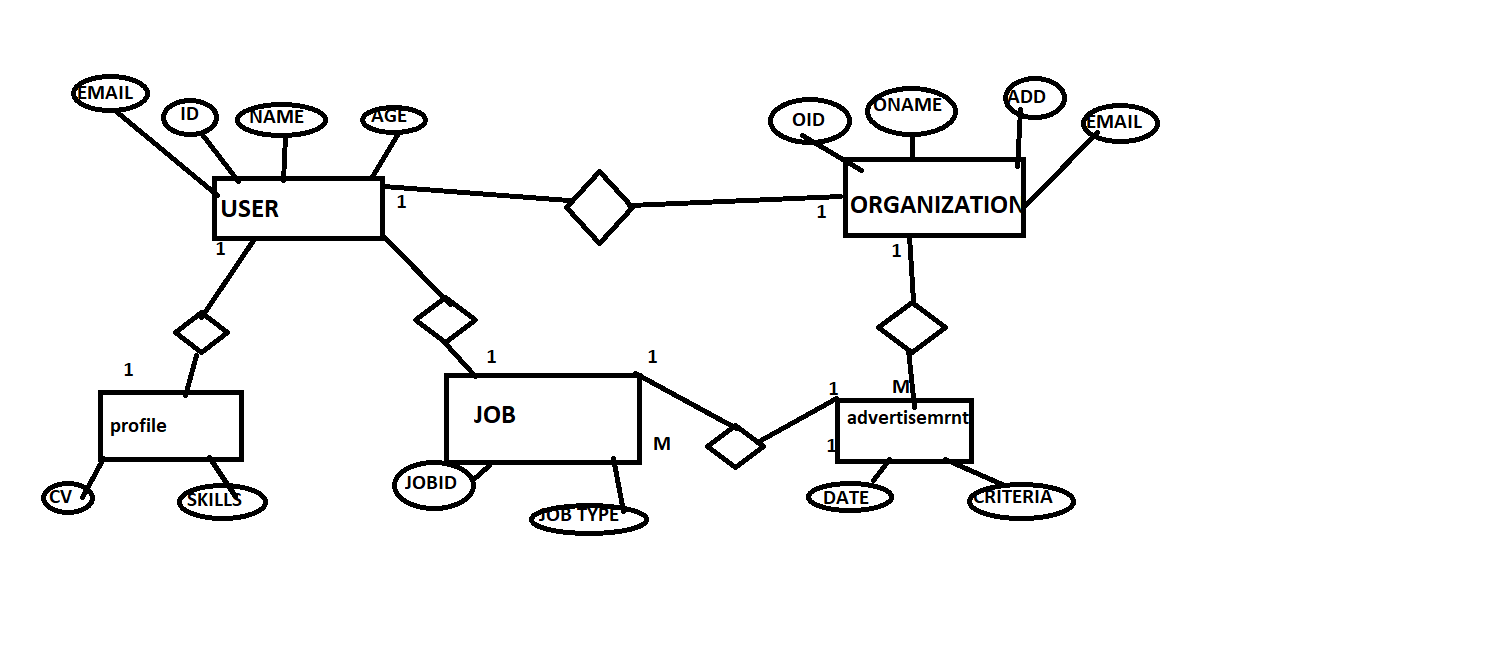 EMAIL
ID
NAME
AGE
OID
ONAME
ADD
EMAIL
USER
1
1
ORGANIZATION
1
1
1
1
1
M
1
profile
JOB
M
1
advertisemrnt
CV
SKILLS
JOBID
JOB TYPE
DATE
CRITERIA